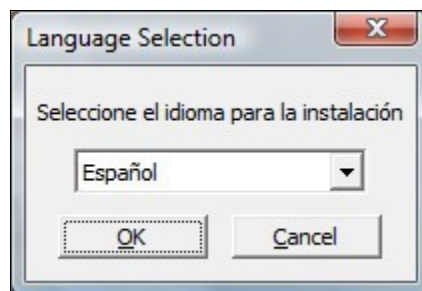 Language Selection
Seleccione el idioma para la instalación
Español
OK
Cancel